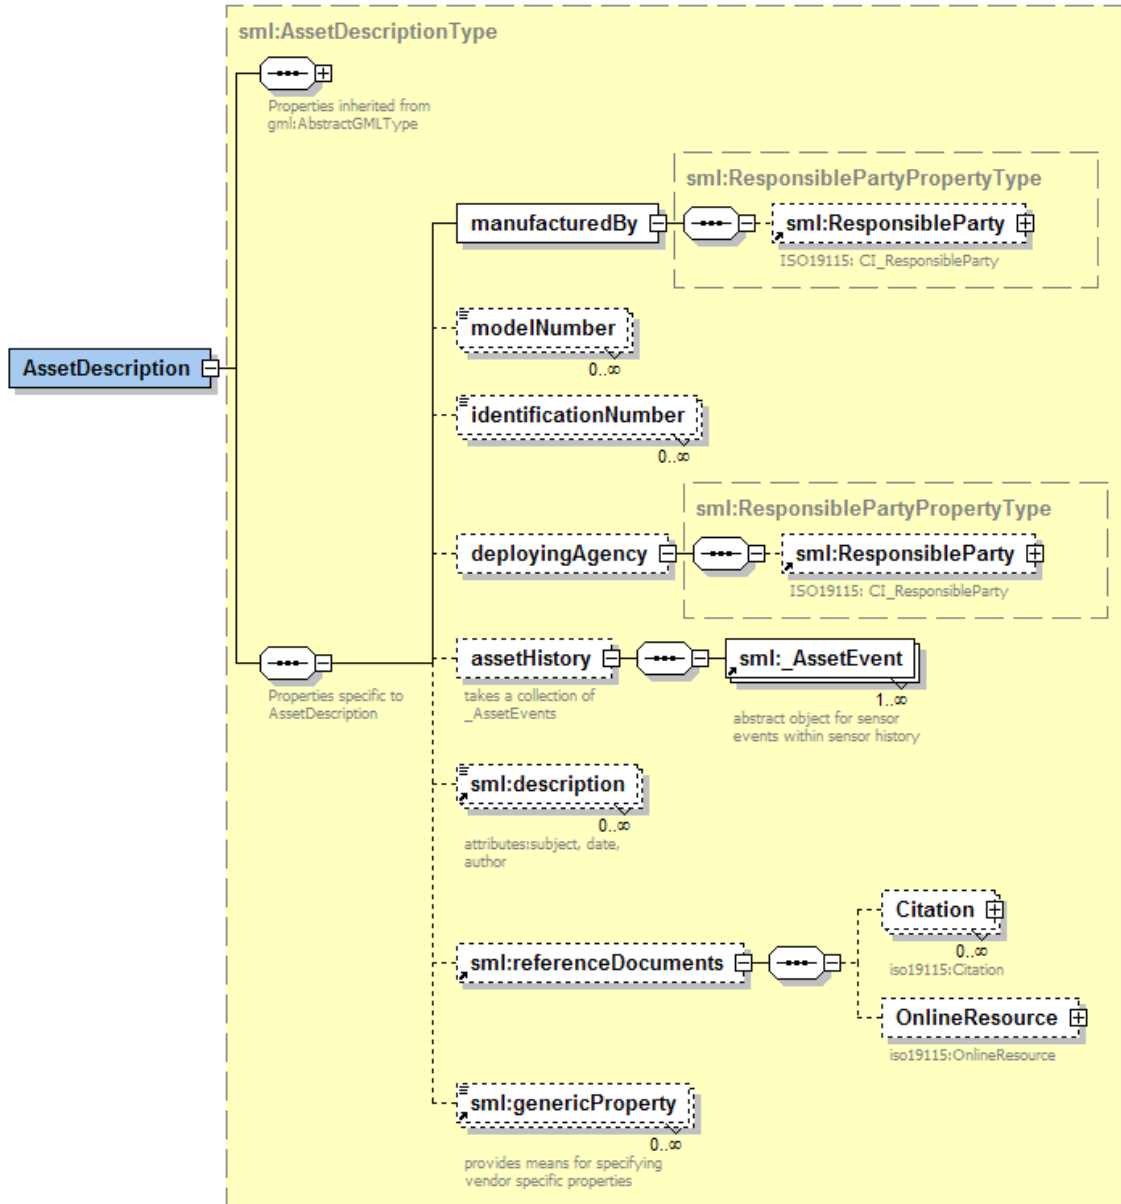 sml:AssetDescriptionType
Properties inherited from
gml:AbstractGMLType
sml:ResponsiblePartyPropertyType
manufacturedBy
sml:ResponsibleParty
ISO19115: CI_ResponsibleParty
modelNumber
0..∞
AssetDescription
identificationNumber
0..∞
sml:ResponsiblePartyPropertyType
deployingAgency
sml:ResponsibleParty
ISO19115: CI_ResponsibleParty
Properties specific to
AssetDescription
assetHistory
takes a collection of
_AssetEvents
sml:_AssetEvent
1..∞
abstract object for sensor
events within sensor history
sml:description
0..∞
attributes:subject, date,
author
sml:referenceDocuments
Citation
0..∞
iso19115:Citation
OnlineResource
iso19115:OnlineResource
sml:genericProperty
0..∞
provides means for specifying
vendor specific properties